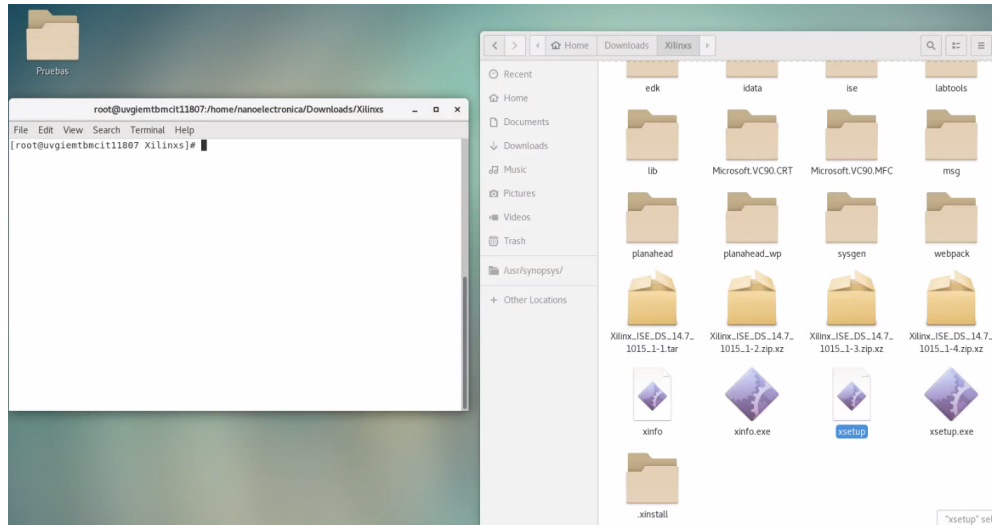 Pruebas
root@uvgiemtbmcit11807:/home/nanoelectronica/Downloads/Xilinxs
File Edit View Search Terminal Help
[root@uvgiemtbmcit11807 Xilinxs]#
Home Downloads Xilinxs
Recent
Home
Documents
Downloads
Music
Pictures
Videos
Trash
/usr/synopsys/
+ Other Locations
edk idata ise labtools
lib Microsoft.VC90.CRT Microsoft.VC90.MFC msg
planahead planahead_wp sysgen webpack
Xilinx_ISE_DS_14.7_ Xilinx_ISE_DS_14.7_ Xilinx_ISE_DS_14.7_ Xilinx_ISE_DS_14.7_
1015_1-1.tar 1015_1-2.zip.xz 1015_1-3.zip.xz 1015_1-4.zip.xz
xinfo xinfo.exe xsetup xsetup.exe
.xinstall
"xsetup" sel